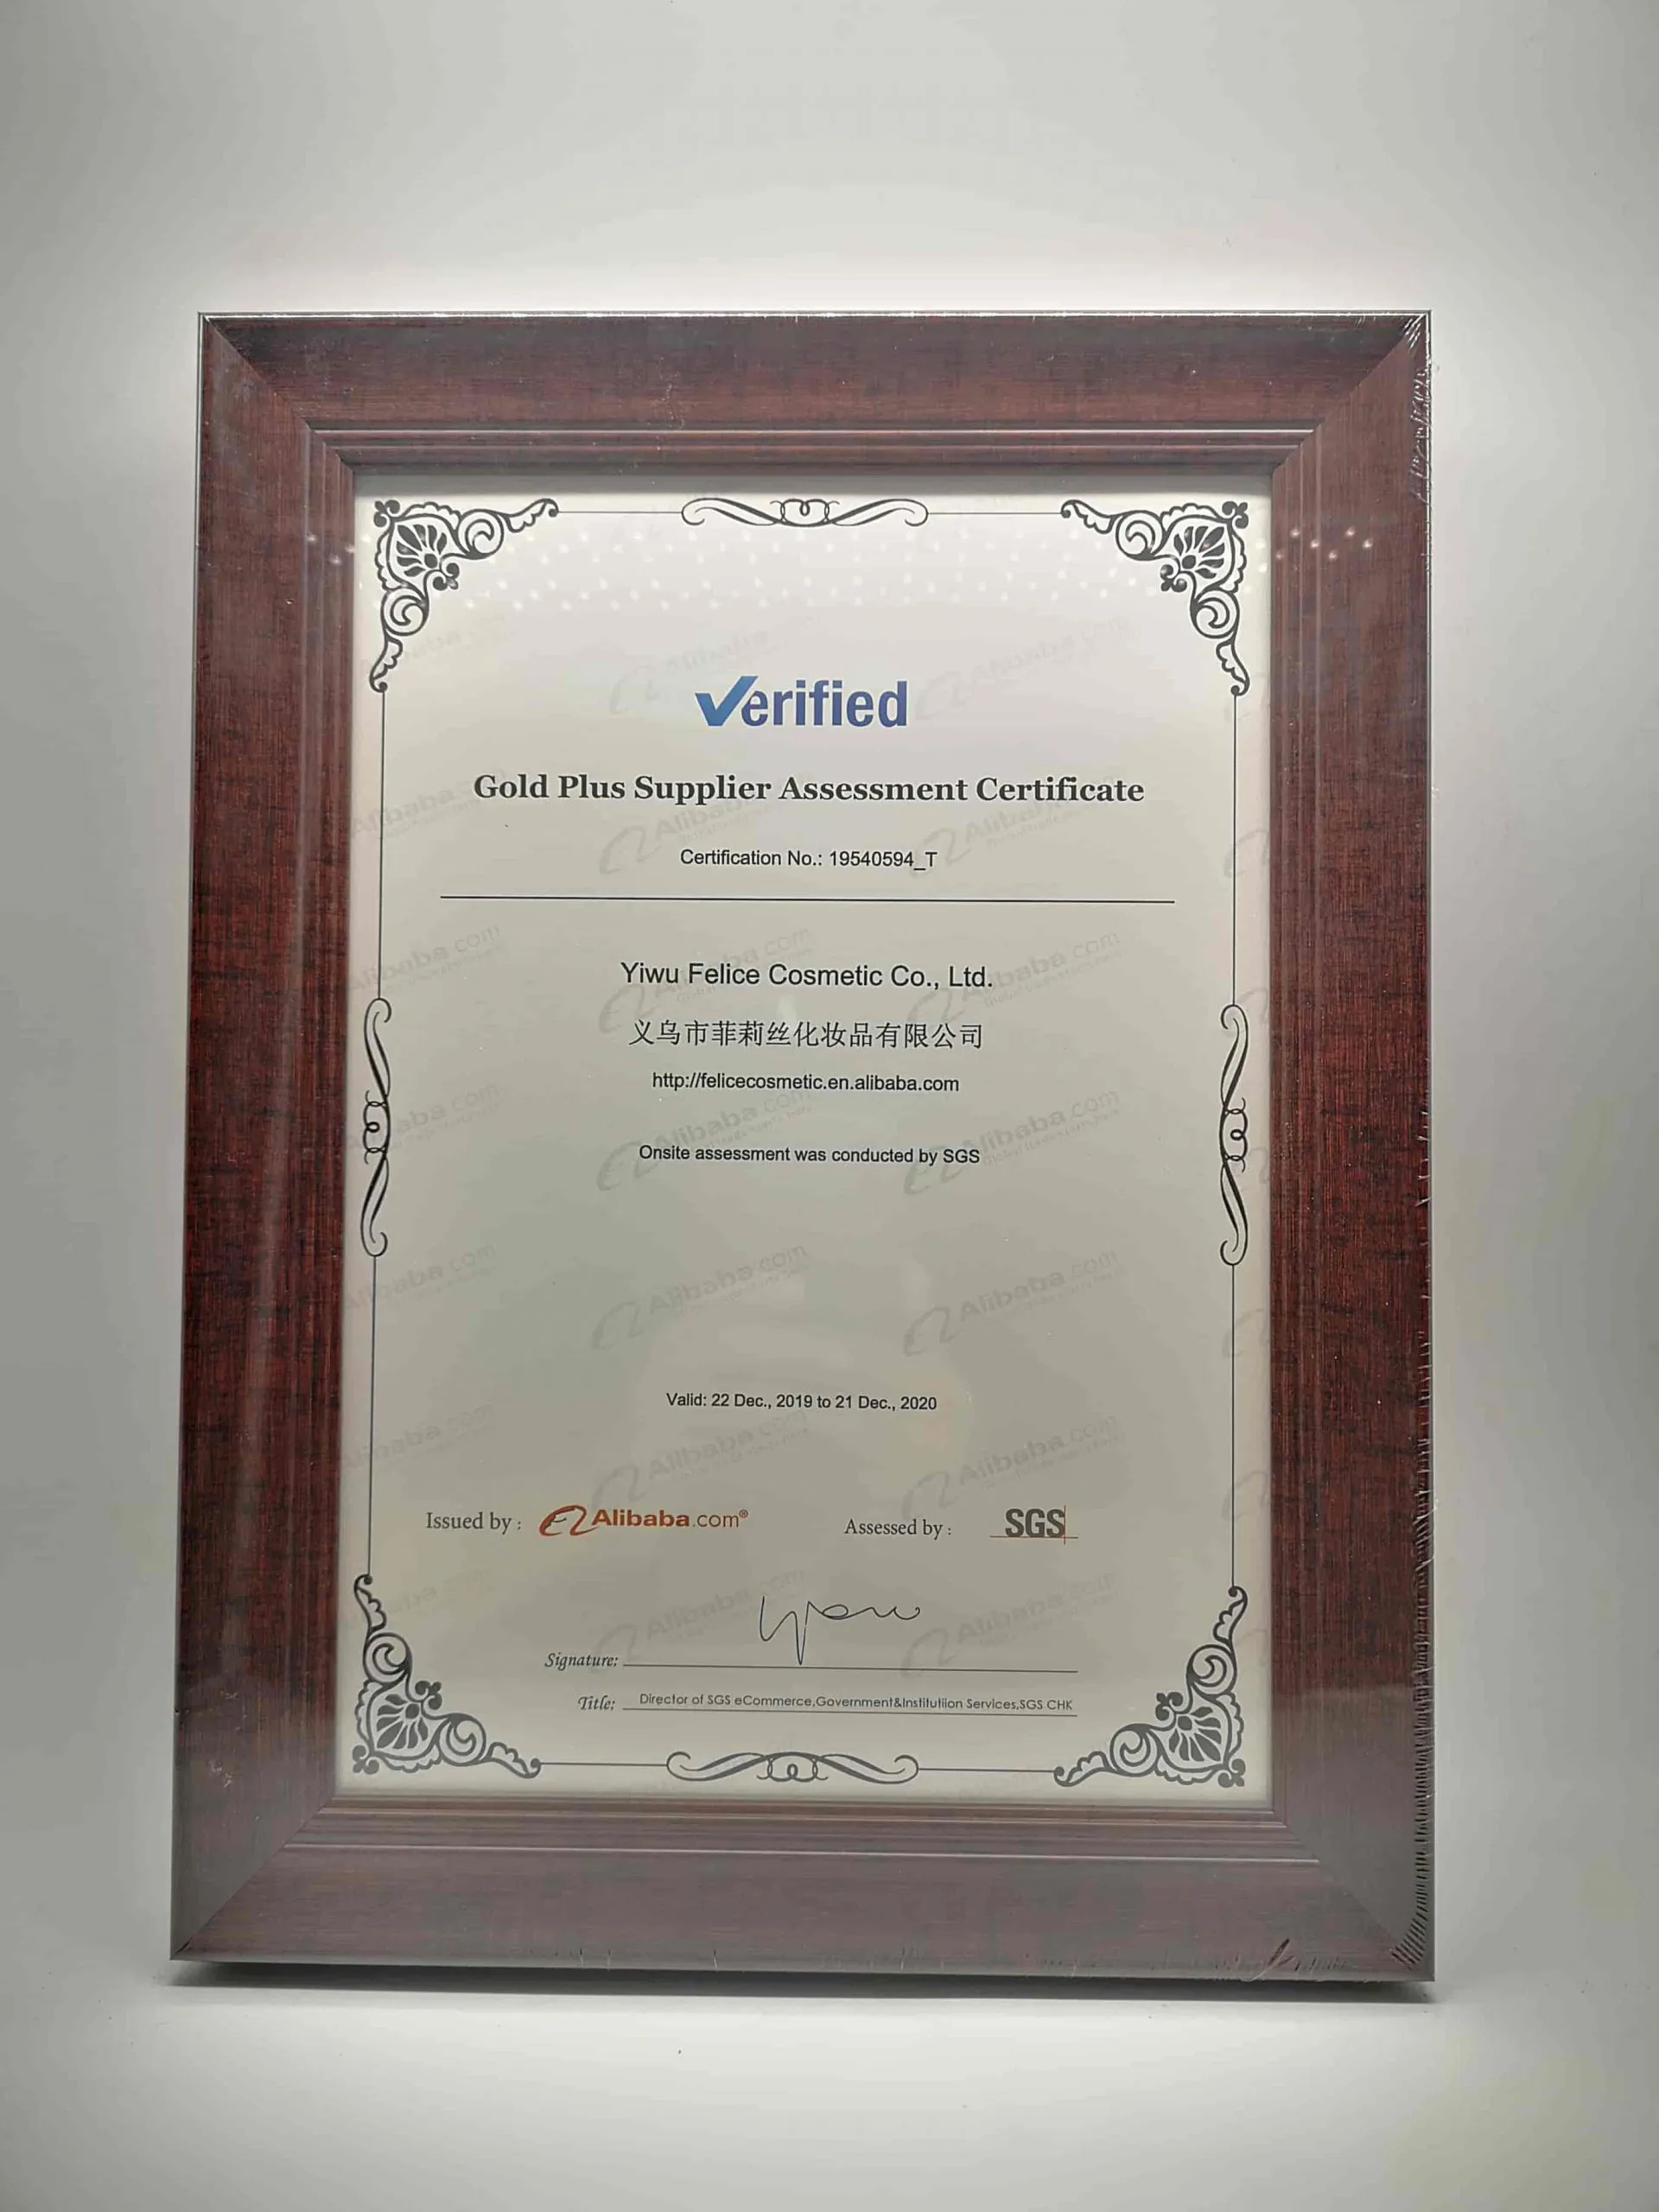 Verified
Gold Plus Supplier Assessment Certificate
Certification No.: 19540594_T
Yiwu Felice Cosmetic Co., Ltd.
义乌市菲莉丝化妆品有限公司
http://felicecosmetic.en.alibaba.com
Onsite assessment was conducted by SGS
Valid: 22 Dec., 2019 to 21 Dec., 2020
Issued by: Alibaba.com® Assessed by: SGS
Signature:
Title: Director of SGS eCommerce,Government&Institutiion Services,SGS CHK